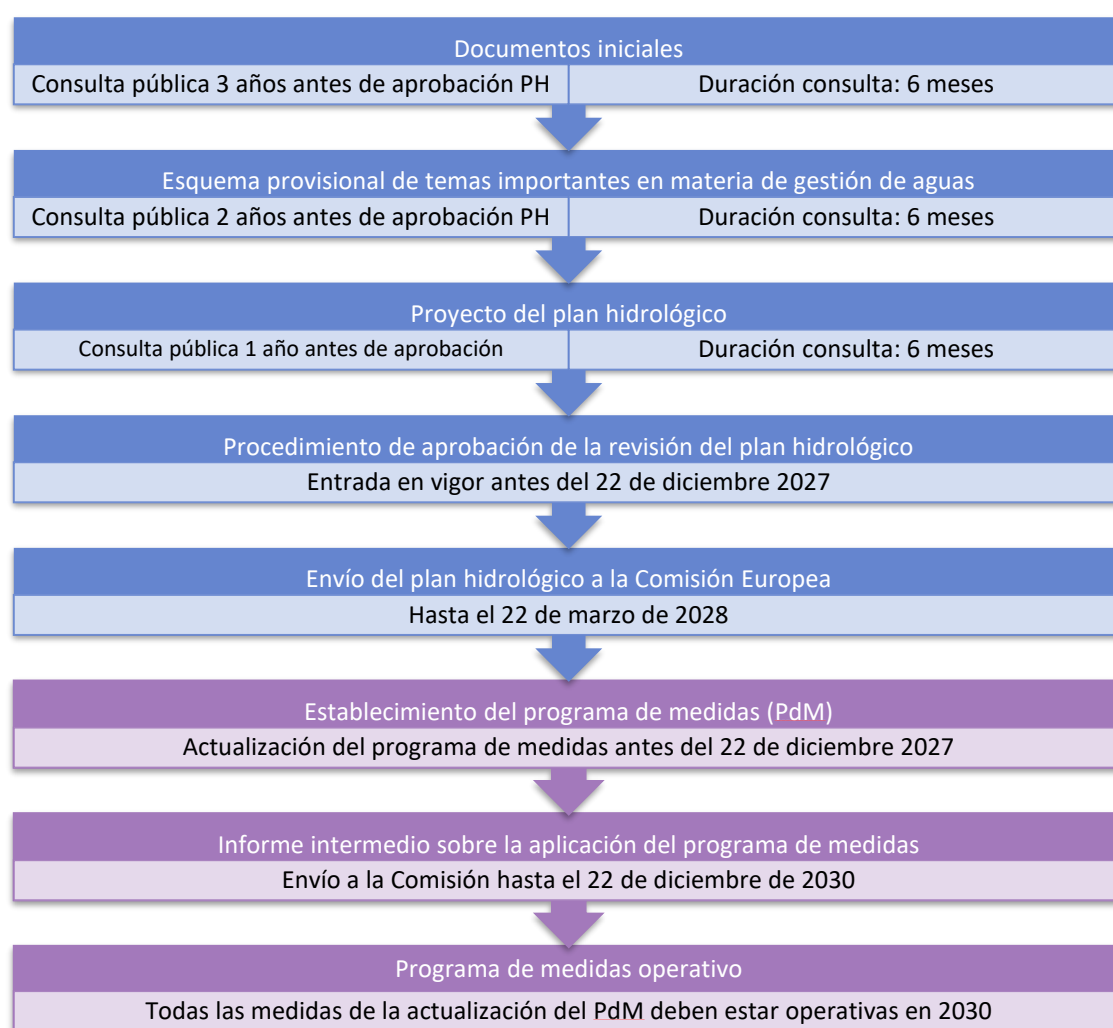 Documentos iniciales
Consulta pública 3 años antes de aprobación PH
Duración consulta: 6 meses
Esquema provisional de temas importantes en materia de gestión de aguas
Consulta pública 2 años antes de aprobación PH
Duración consulta: 6 meses
Proyecto del plan hidrológico
Consulta pública 1 año antes de aprobación
Duración consulta: 6 meses
Procedimiento de aprobación de la revisión del plan hidrológico
Entrada en vigor antes del 22 de diciembre 2027
Envío del plan hidrológico a la Comisión Europea
Hasta el 22 de marzo de 2028
Establecimiento del programa de medidas (PdM)
Actualización del programa de medidas antes del 22 de diciembre 2027
Informe intermedio sobre la aplicación del programa de medidas
Envío a la Comisión hasta el 22 de diciembre de 2030
Programa de medidas operativo
Todas las medidas de la actualización del PdM deben estar operativas en 2030